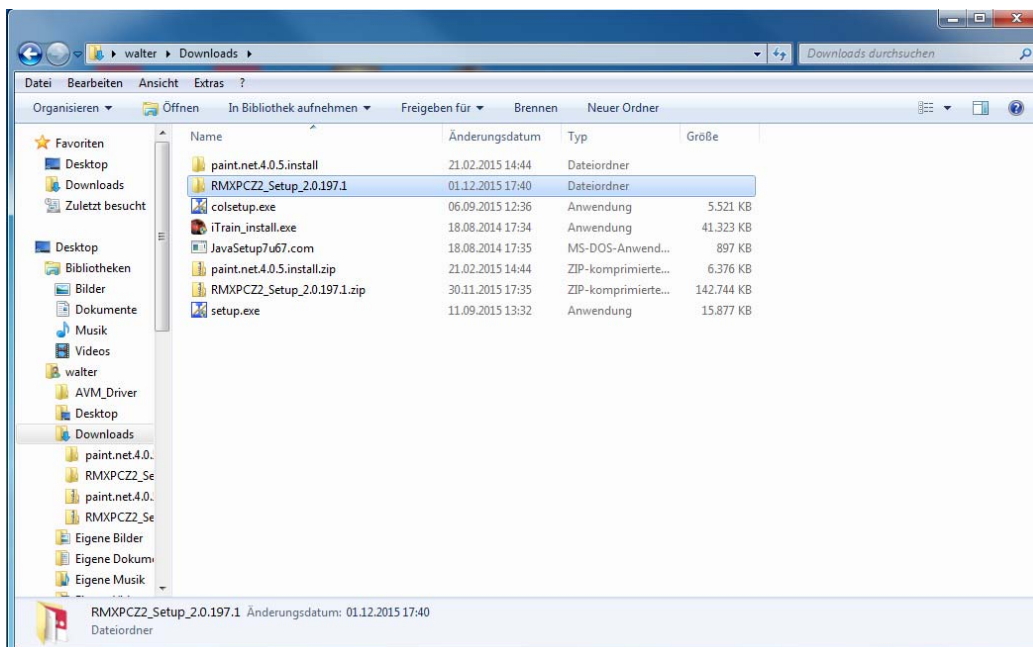 walter Downloads
Downloads durchsuchen
Datei Bearbeiten Ansicht Extras ?
Organisieren Öffnen In Bibliothek aufnehmen Freigeben für Brennen Neuer Ordner
Favoriten
Desktop
Downloads
Zuletzt besucht
Desktop
Bibliotheken
Bilder
Dokumente
Musik
Videos
walter
AVM_Driver
Desktop
Downloads
paint.net.4.0.
RMXPCZ2_Se
paint.net.4.0.
RMXPCZ2_Se
Eigene Bilder
Eigene Dokum
Eigene Musik
Name Änderungsdatum Typ Größe
paint.net.4.0.5.install 21.02.2015 14:44 Dateiordner
RMXPCZ2_Setup_2.0.197.1 01.12.2015 17:40 Dateiordner
colsetup.exe 06.09.2015 12:36 Anwendung 5.521 KB
iTrain_install.exe 18.08.2014 17:34 Anwendung 41.323 KB
JavaSetup7u67.com 18.08.2014 17:35 MS-DOS-Anwend... 897 KB
paint.net.4.0.5.install.zip 21.02.2015 14:44 ZIP-komprimierte... 6.376 KB
RMXPCZ2_Setup_2.0.197.1.zip 30.11.2015 17:35 ZIP-komprimierte... 142.744 KB
setup.exe 11.09.2015 13:32 Anwendung 15.877 KB
RMXPCZ2_Setup_2.0.197.1 Änderungsdatum: 01.12.2015 17:40
Dateiordner